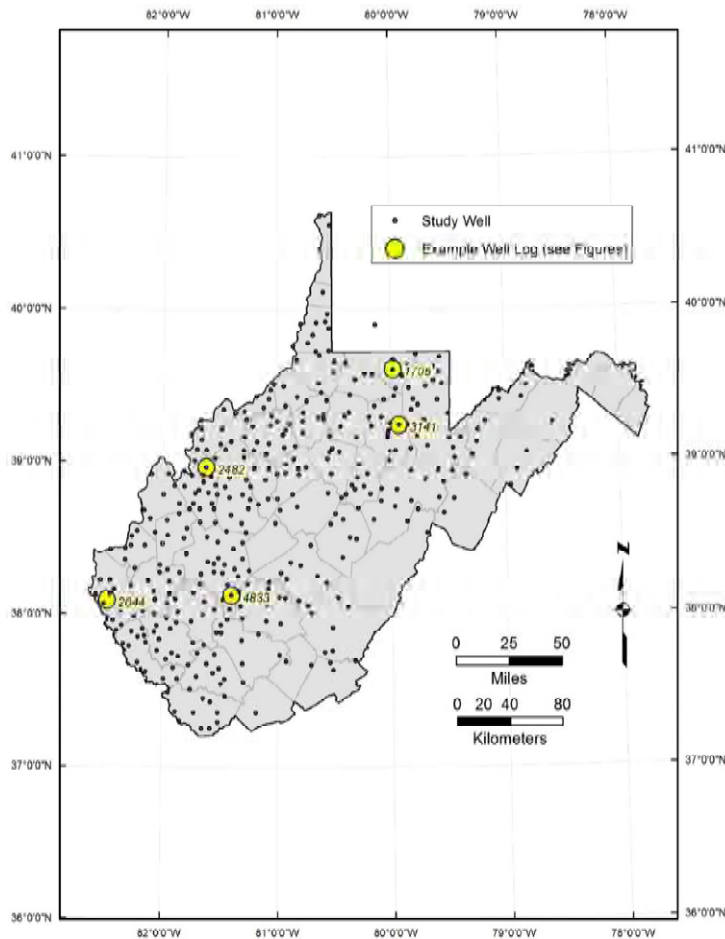 82°0'0"W 81°0'0"W 80°0'0"W 79°0'0"W 78°0'0"W
41°0'0"N 41°0'0"N
Study Well
Example Well Log (see Figures)
40°0'0"N 40°0'0"N
1705
3141
39°0'0"N 39°0'0"N
2482
N
2044
4833
38°0'0"N 38°0'0"N
0 25 50
Miles
0 20 40 80
Kilometers
37°0'0"N 37°0'0"N
36°0'0"N 36°0'0"N
82°0'0"W 81°0'0"W 80°0'0"W 79°0'0"W 78°0'0"W